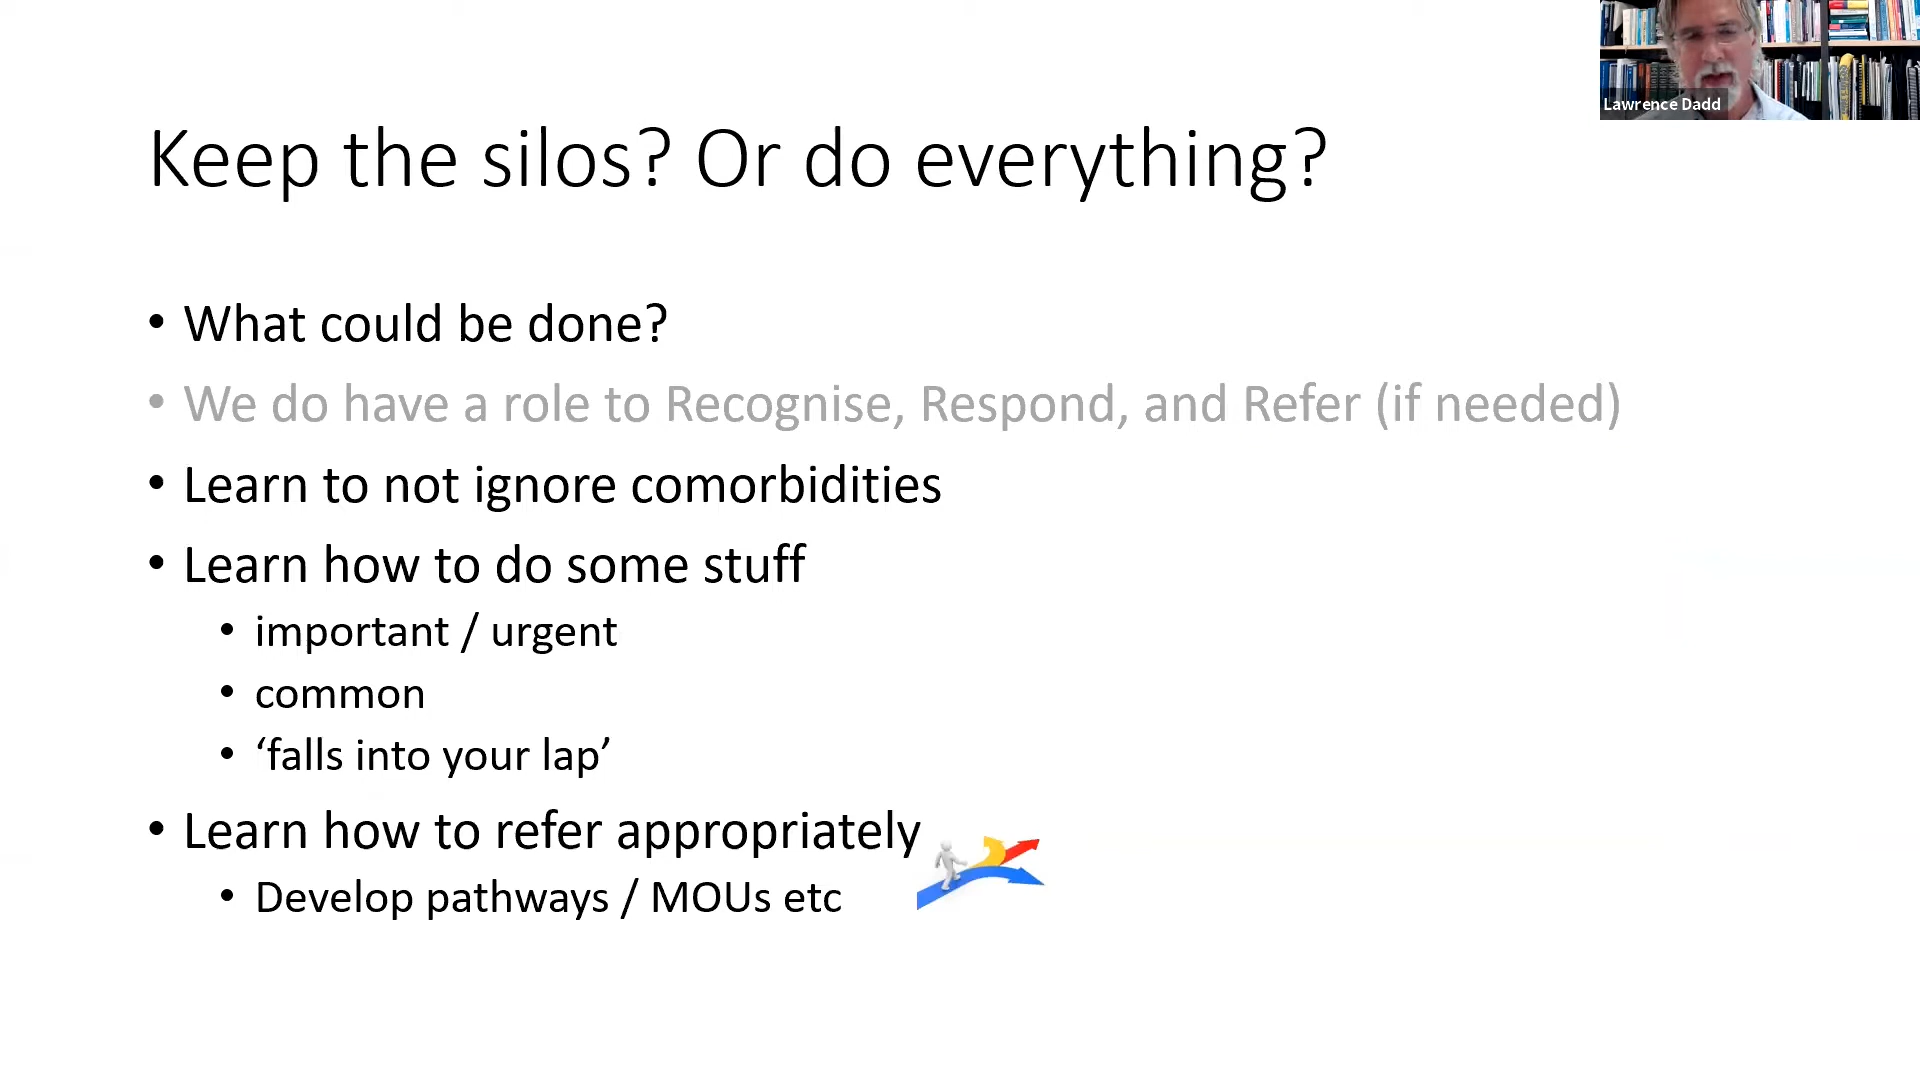 Lawrence Dadd
Keep the silos? Or do everything?
• What could be done?
• We do have a role to Recognise, Respond, and Refer (if needed)
• Learn to not ignore comorbidities
• Learn how to do some stuff
• important / urgent
• common
• ‘falls into your lap’
• Learn how to refer appropriately
• Develop pathways / MOUs etc